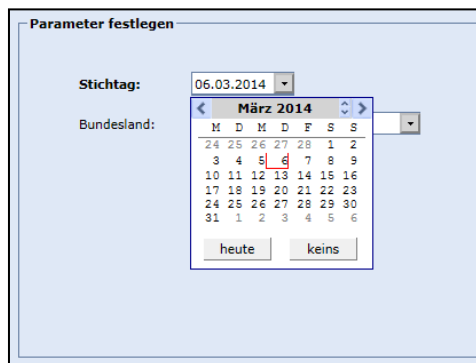 Parameter festlegen
Stichtag: 06.03.2014
März 2014
Bundesland:
M D M D F S S
24 25 26 27 28 1 2
3 4 5 6 7 8 9
10 11 12 13 14 15 16
17 18 19 20 21 22 23
24 25 26 27 28 29 30
31 1 2 3 4 5 6
heute keins